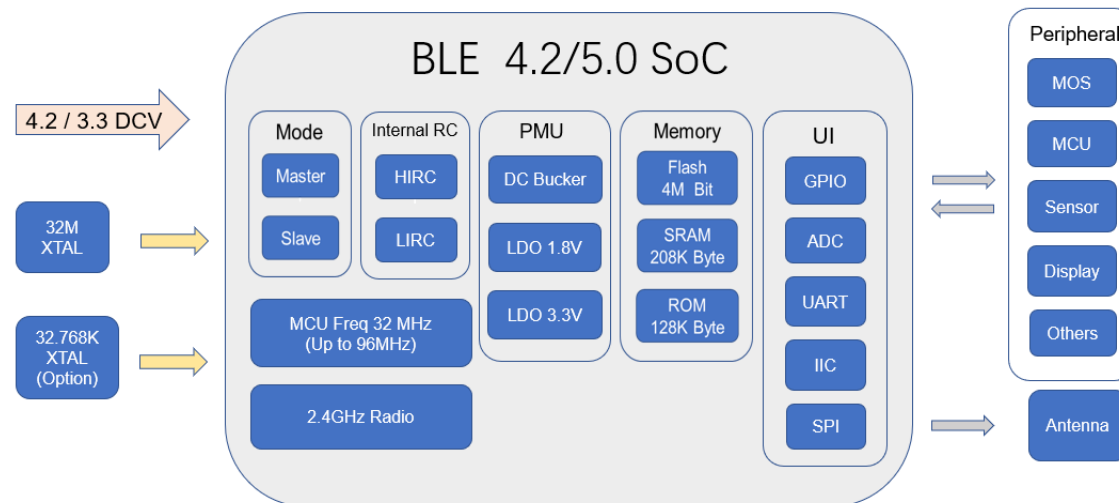 BLE 4.2/5.0 SoC
4.2 / 3.3 DCV
32M
XTAL
32.768K
XTAL
(Option)
Mode
Master
Slave
Internal RC
HIRC
LIRC
PMU
DC Bucker
LDO 1.8V
LDO 3.3V
Memory
Flash
4M Bit
SRAM
208K Byte
ROM
128K Byte
UI
GPIO
ADC
UART
IIC
SPI
MCU Freq 32 MHz
(Up to 96MHz)
2.4GHz Radio
Peripheral
MOS
MCU
Sensor
Display
Others
Antenna